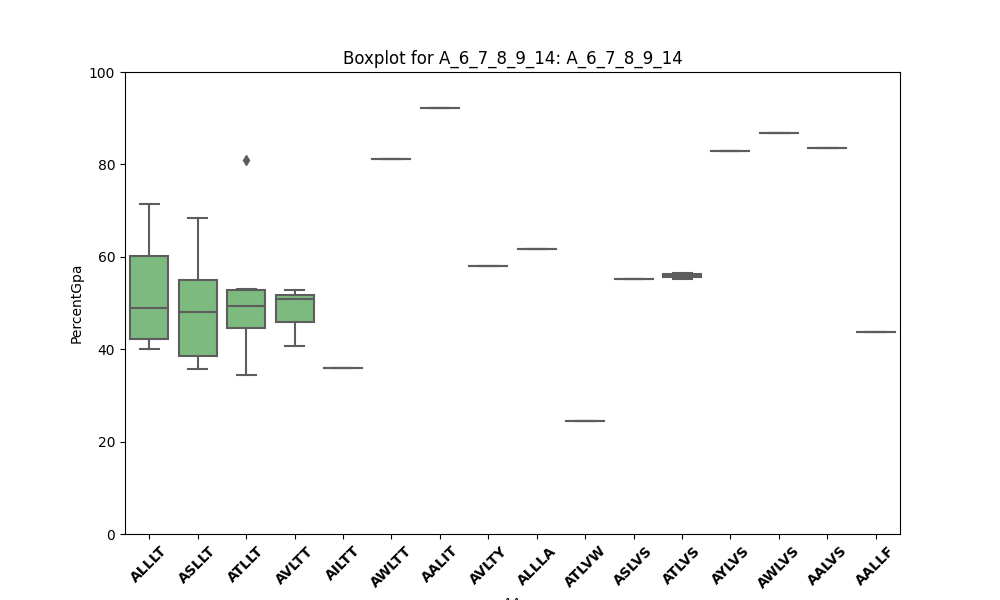 Boxplot for A_6_7_8_9_14: A_6_7_8_9_14
100
80
60
40
20
0
PercentGpa
ALLLT ASLLT ATLLT AVLTT AILTT AWLTT AALIT AVLTY ALLLA ATLVW ASLVS ATLVS AYLVS AWLVS AALVS AALLF